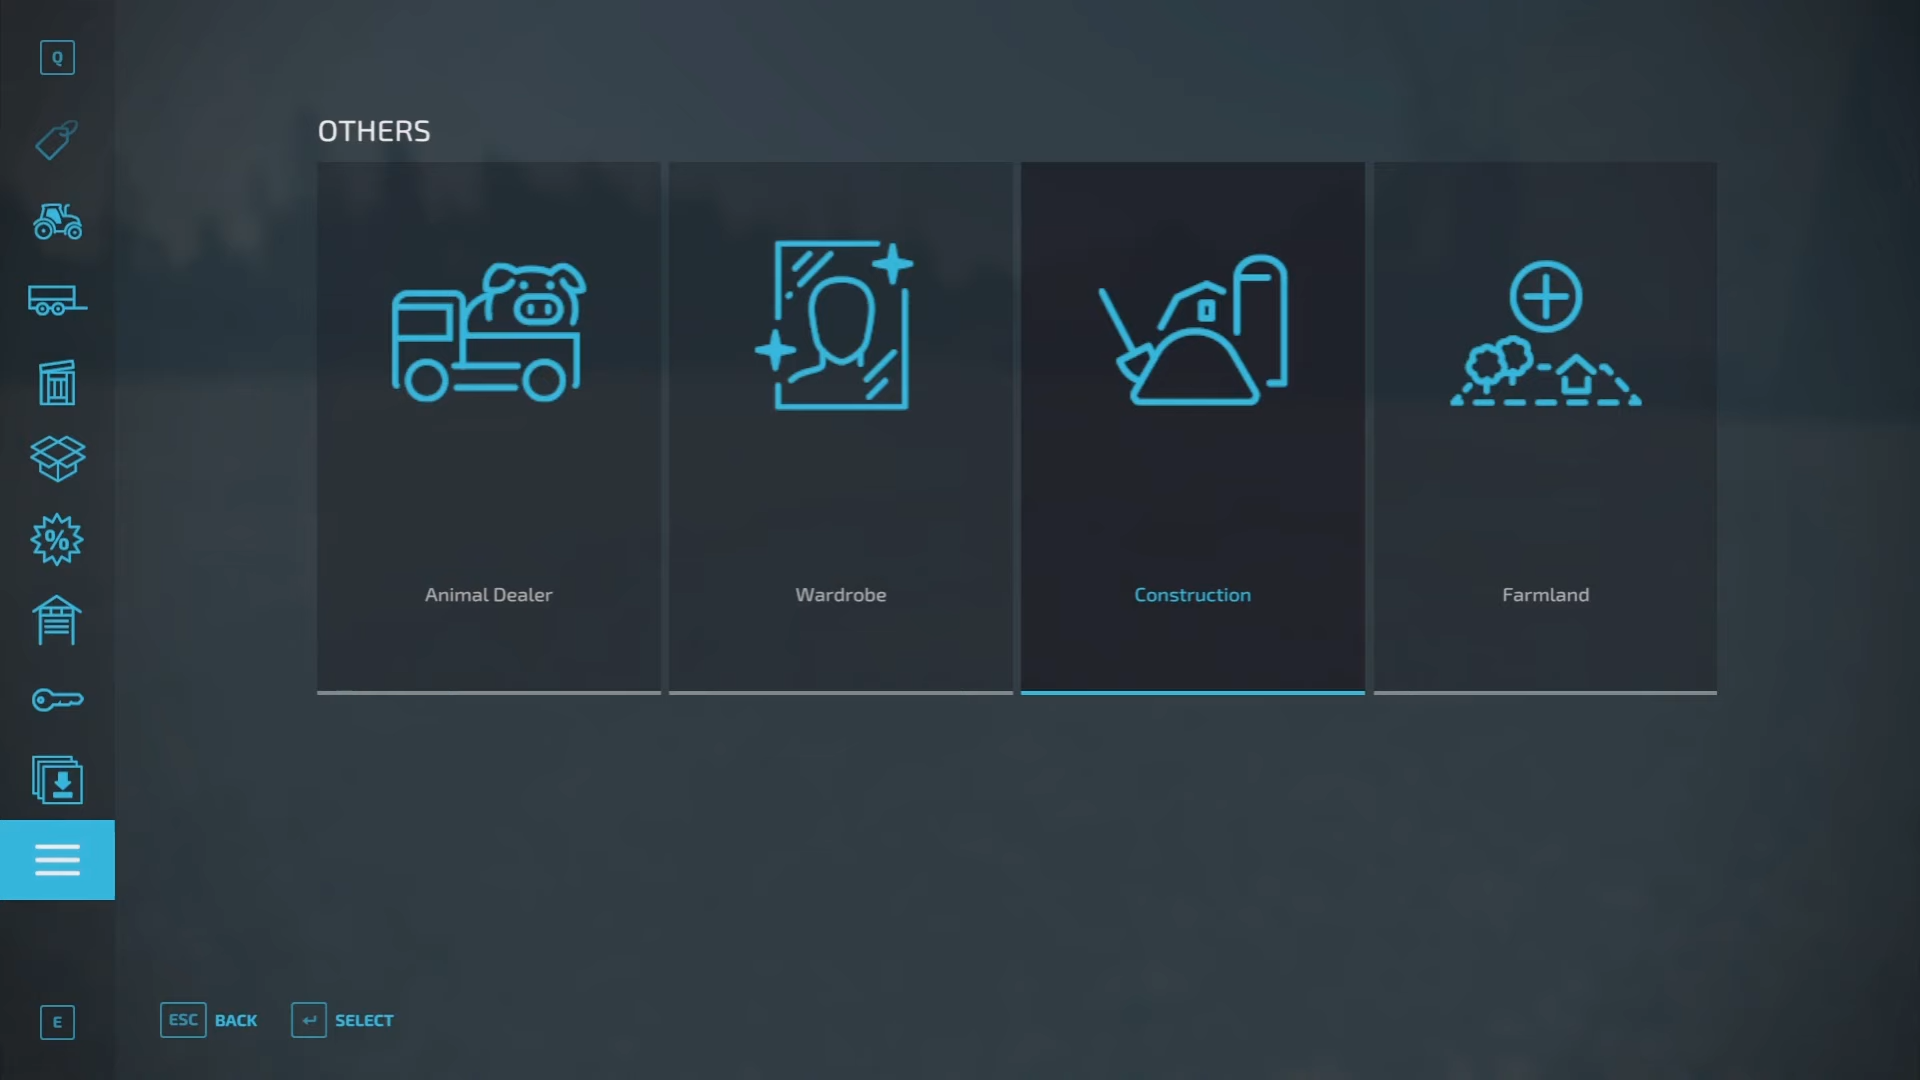 Q
OTHERS
%
Animal Dealer
Wardrobe
Construction
Farmland
E
ESC BACK
SELECT